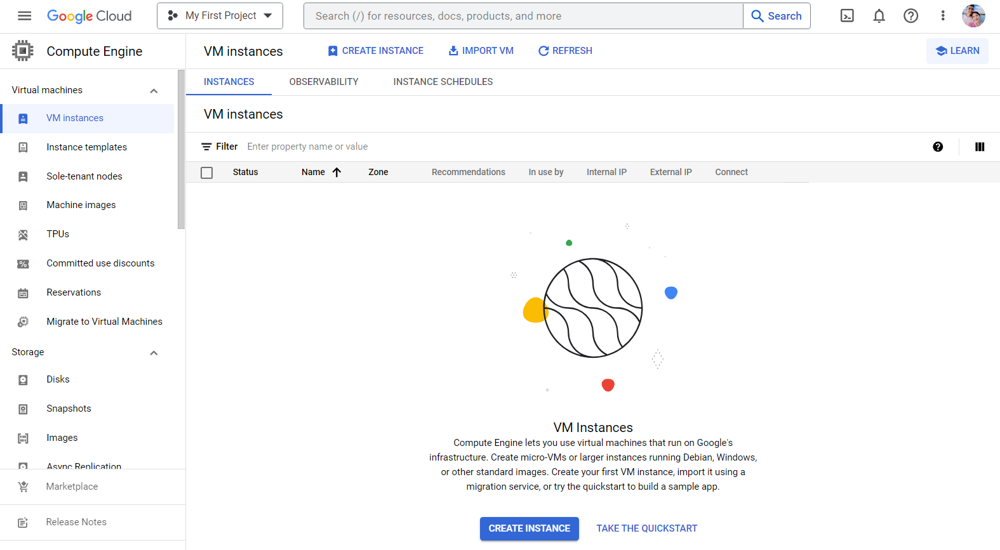 Google Cloud
My First Project
Search (/) for resources, docs, products, and more
Search
Compute Engine
VM instances
CREATE INSTANCE
IMPORT VM
REFRESH
LEARN
Virtual machines
VM instances
Instance templates
Sole-tenant nodes
Machine images
TPUs
Committed use discounts
Reservations
Migrate to Virtual Machines
Storage
Disks
Snapshots
Images
Async Replication
Marketplace
Release Notes
INSTANCES
OBSERVABILITY
INSTANCE SCHEDULES
VM instances
Filter Enter property name or value
Status Name Zone Recommendations In use by Internal IP External IP Connect
VM Instances
Compute Engine lets you use virtual machines that run on Google's
infrastructure. Create micro-VMs or larger instances running Debian, Windows,
or other standard images. Create your first VM instance, import it using a
migration service, or try the quickstart to build a sample app.
CREATE INSTANCE
TAKE THE QUICKSTART